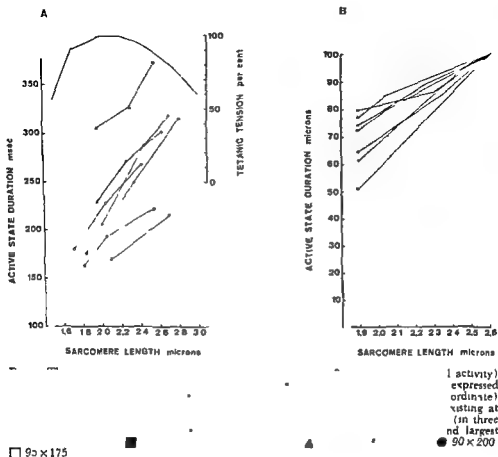 A
B
100
50
0
TETANIC TENSION per cent
350
300
250
200
150
100
ACTIVE STATE DURATION msec
1,6 1,8 2 0 2 2 2 4 2 6 2 8 3 0
SARCOMERE LENGTH microns
100
90
80
70
60
50
40
30
20
10
ACTIVE STATE DURATION microns
1,9 2,0 2,1 2,2 2 3 2 4 2,5 2,6
SARCOMERE LENGTH microns
l activity)
expressed
ordinate)
xisting at
(in three
nd largest
90 × 175
90 × 200